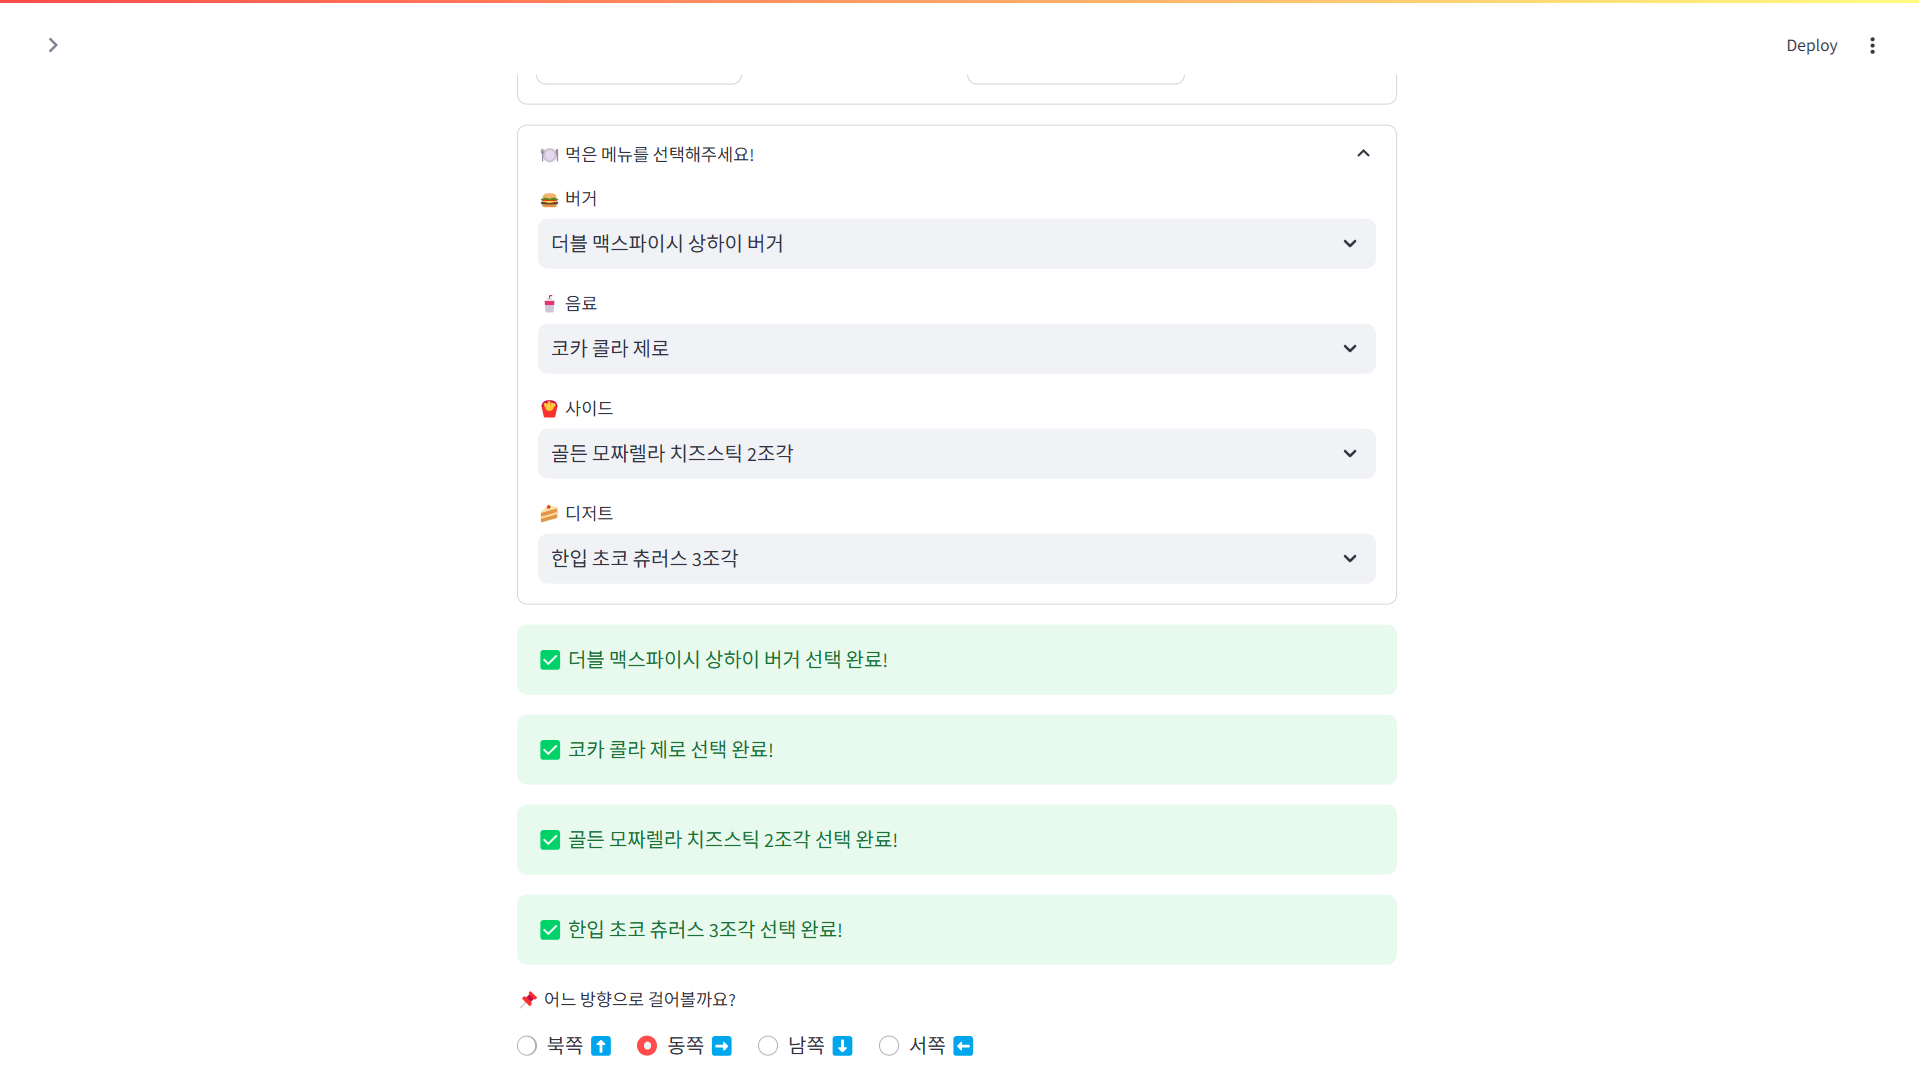 Deploy
🍽️ 먹은 메뉴를 선택해주세요!
🍔 버거
더블 맥스파이시 상하이 버거
🥤 음료
코카 콜라 제로
🍟 사이드
골든 모짜렐라 치즈스틱 2조각
🍰 디저트
한입 초코 츄러스 3조각
✅ 더블 맥스파이시 상하이 버거 선택 완료!
✅ 코카 콜라 제로 선택 완료!
✅ 골든 모짜렐라 치즈스틱 2조각 선택 완료!
✅ 한입 초코 츄러스 3조각 선택 완료!
📌 어느 방향으로 걸어볼까요?
북쪽 ⬆️ 동쪽 ➡️ 남쪽 ⬇️ 서쪽 ⬅️